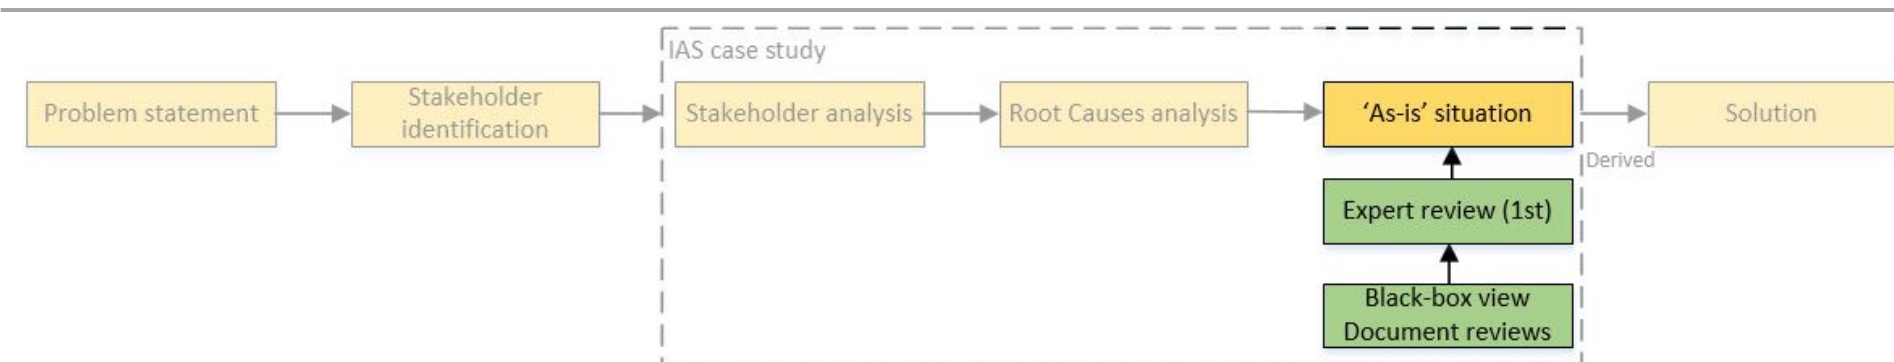 IAS case study
Problem statement
Stakeholder
identification
Stakeholder analysis
Root Causes analysis
‘As-is’ situation
Solution
Derived
Expert review (1st)
Black-box view
Document reviews